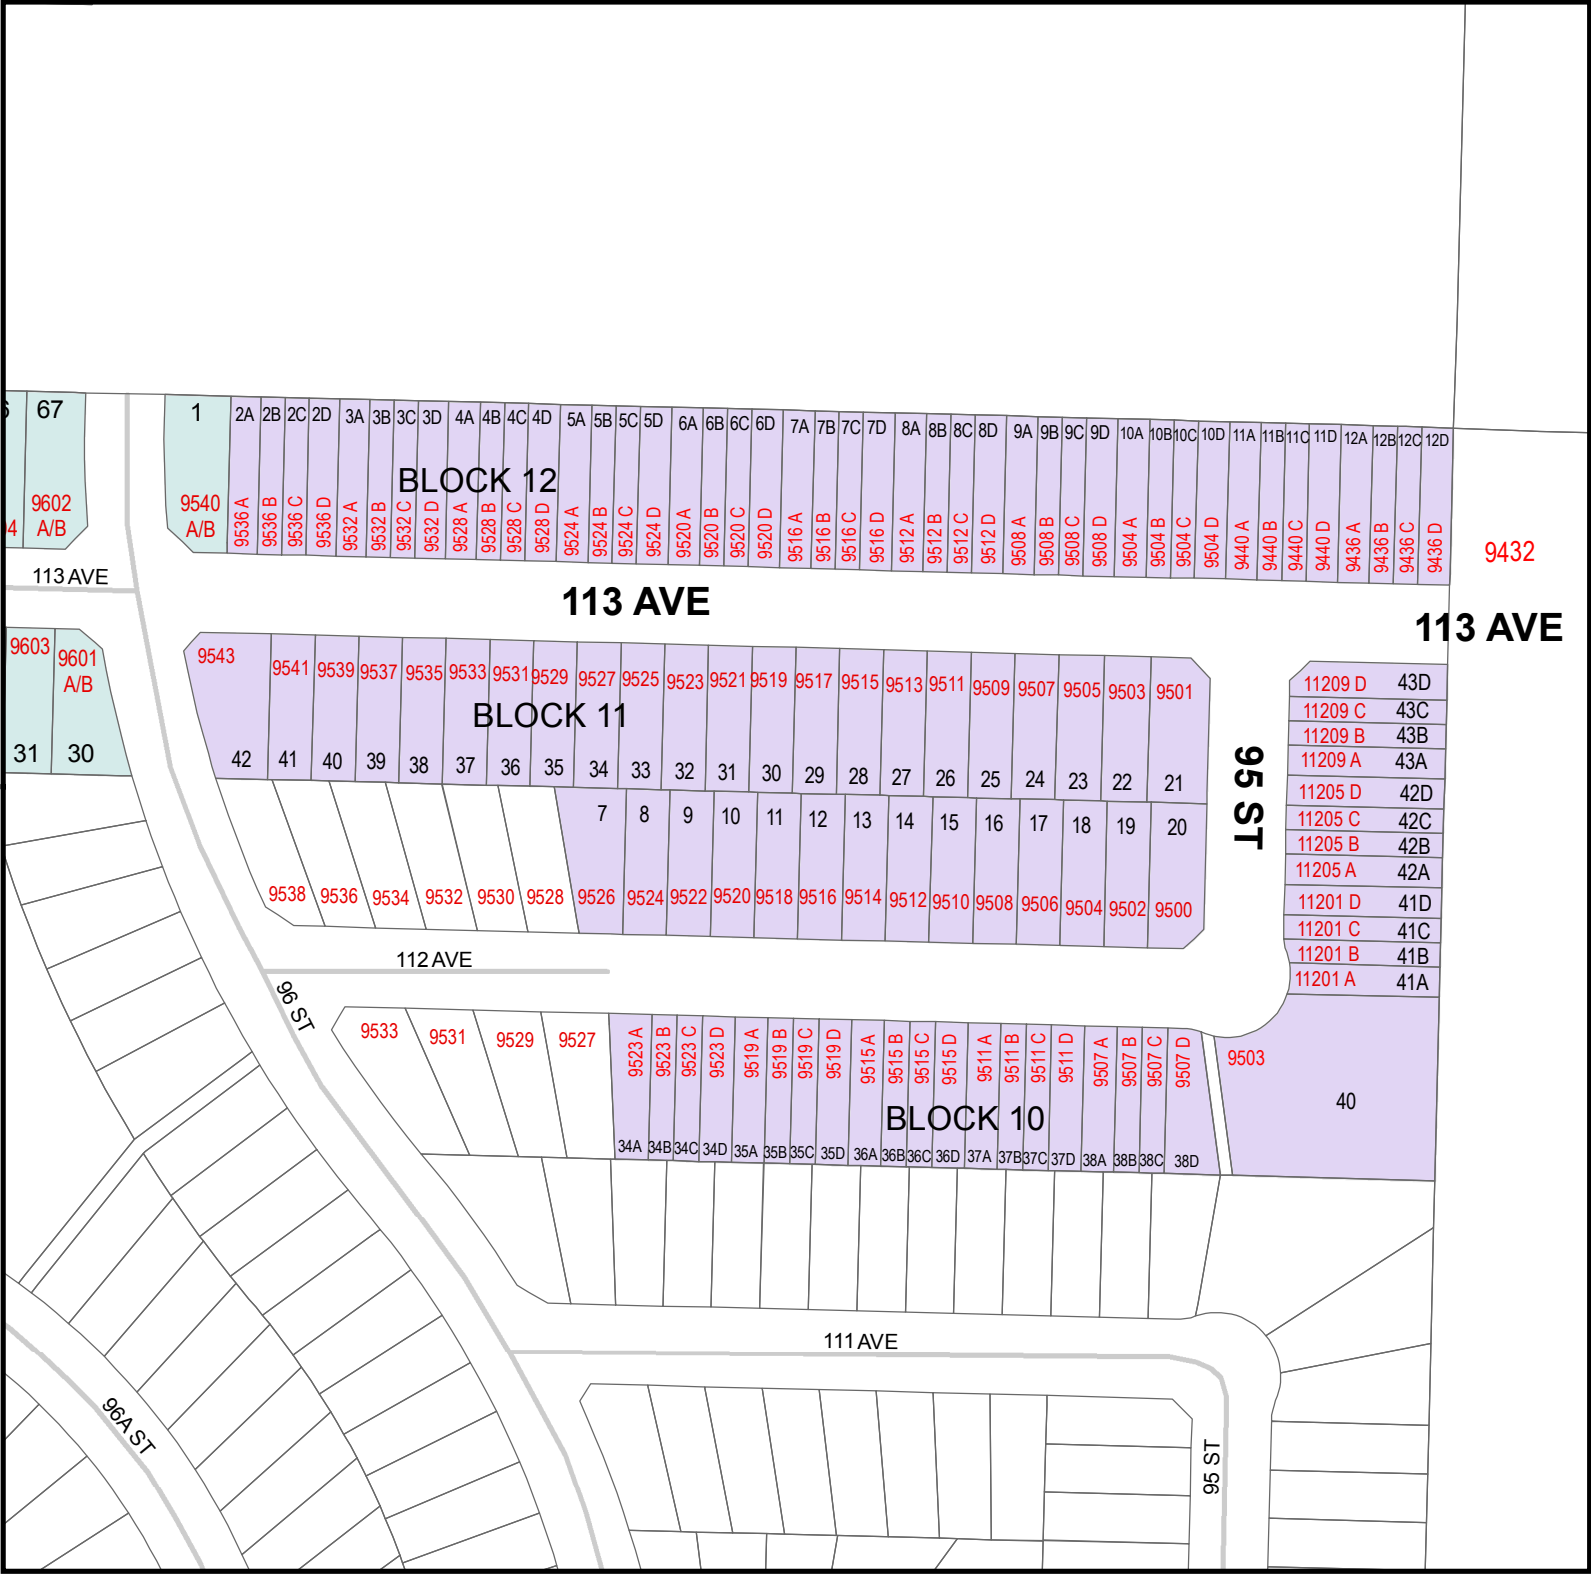 67
1
2A 2B 2C 2D 3A 3B 3C 3D 4A 4B 4C 4D 5A 5B 5C 5D 6A 6B 6C 6D 7A 7B 7C 7D 8A 8B 8C 8D 9A 9B 9C 9D 10A 10B 10C 10D 11A 11B 11C 11D 12A 12B 12C 12D
BLOCK 12
9602
A/B
9540
A/B
9536 A
9536 B
9536 C
9536 D
9532 A
9532 B
9532 C
9532 D
9528 A
9528 B
9528 C
9528 D
9524 A
9524 B
9524 C
9524 D
9520 A
9520 B
9520 C
9520 D
9516 A
9516 B
9516 C
9516 D
9512 A
9512 B
9512 C
9512 D
9508 A
9508 B
9508 C
9508 D
9504 A
9504 B
9504 C
9504 D
9440 A
9440 B
9440 C
9440 D
9436 A
9436 B
9436 C
9436 D
9432
113 AVE
113 AVE
113 AVE
9603
9601
A/B
31 30
9543 9541 9539 9537 9535 9533 9531 9529 9527 9525 9523 9521 9519 9517 9515 9513 9511 9509 9507 9505 9503 9501
BLOCK 11
42 41 40 39 38 37 36 35 34 33 32 31 30 29 28 27 26 25 24 23 22 21
7 8 9 10 11 12 13 14 15 16 17 18 19 20
9538 9536 9534 9532 9530 9528 9526 9524 9522 9520 9518 9516 9514 9512 9510 9508 9506 9504 9502 9500
95 ST
11209 D 43D
11209 C 43C
11209 B 43B
11209 A 43A
11205 D 42D
11205 C 42C
11205 B 42B
11205 A 42A
11201 D 41D
11201 C 41C
11201 B 41B
11201 A 41A
112 AVE
96 ST
9533 9531 9529 9527
9523 A
9523 B
9523 C
9523 D
9519 A
9519 B
9519 C
9519 D
9515 A
9515 B
9515 C
9515 D
9511 A
9511 B
9511 C
9511 D
9507 A
9507 B
9507 C
9507 D
9503
40
BLOCK 10
34A 34B 34C 34D 35A 35B 35C 35D 36A 36B 36C 36D 37A 37B 37C 37D 38A 38B 38C 38D
111 AVE
96A ST
95 ST